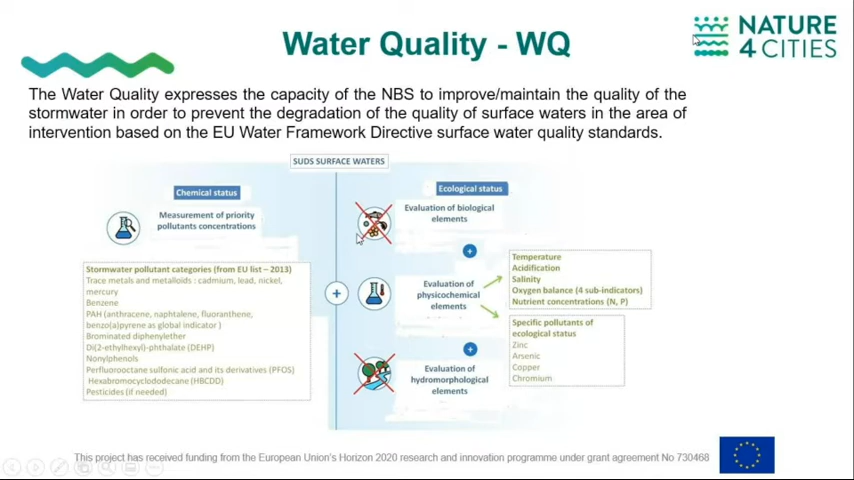 Water Quality - WQ
NATURE
4 CITIES
The Water Quality expresses the capacity of the NBS to improve/maintain the quality of the
stormwater in order to prevent the degradation of the quality of surface waters in the area of
intervention based on the EU Water Framework Directive surface water quality standards.
SUDS SURFACE WATERS
Chemical status
Measurement of priority
pollutants concentrations
Stormwater pollutant categories (from EU list – 2013)
Trace metals and metalloids : cadmium, lead, nickel,
mercury
Benzene
PAH (anthracene, naphtalene, fluoranthene,
benzo(a)pyrene as global indicator )
Brominated diphenylether
Di(2-ethylhexyl)-phthalate (DEHP)
Nonylphenols
Perfluorooctane sulfonic acid and its derivatives (PFOS)
Hexabromocyclododecane (HBCDD)
Pesticides (if needed)
Ecological status
Evaluation of biological
elements
Evaluation of
physicochemical
elements
Evaluation of
hydromorphological
elements
Temperature
Acidification
Salinity
Oxygen balance (4 sub-indicators)
Nutrient concentrations (N, P)
Specific pollutants of
ecological status
Zinc
Arsenic
Copper
Chromium
This project has received funding from the European Union's Horizon 2020 research and innovation programme under grant agreement No 730468